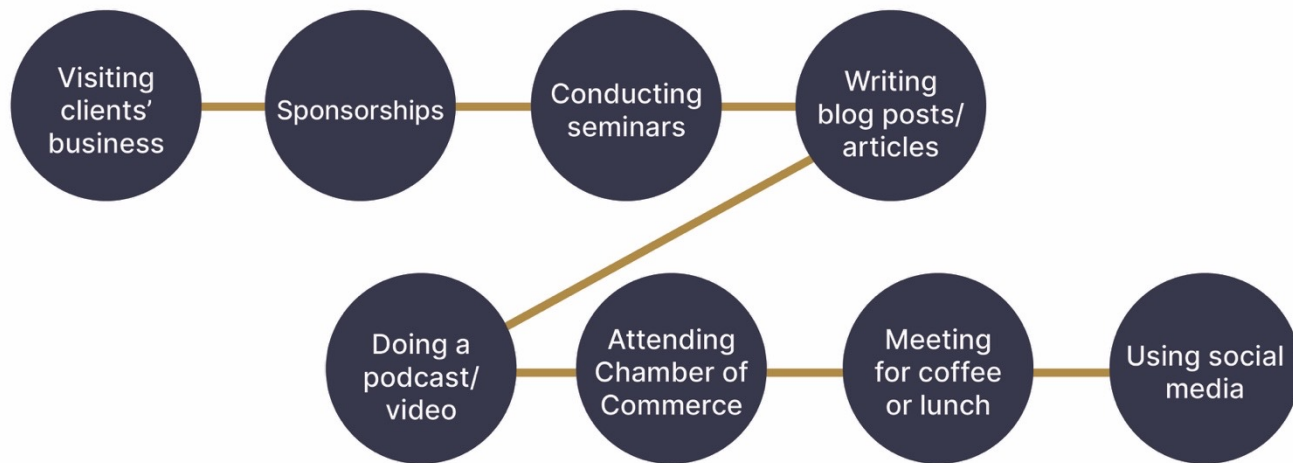 Visiting
clients’
business
Sponsorships
Conducting
seminars
Writing
blog posts/
articles
Doing a
podcast/
video
Attending
Chamber of
Commerce
Meeting
for coffee
or lunch
Using social
media